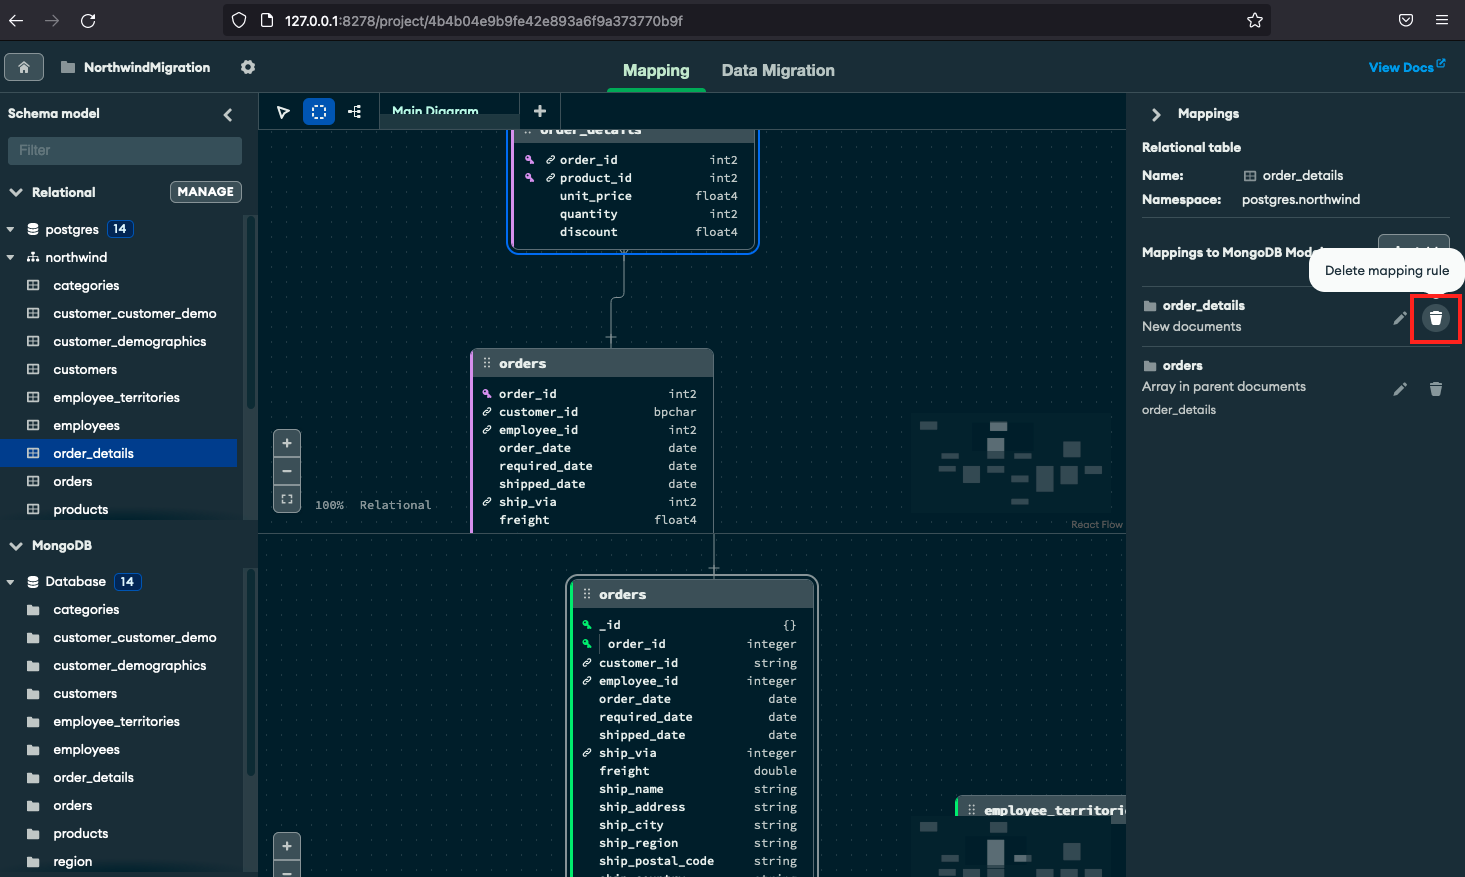 127.0.0.1:8278/project/4b4b04e9b9fe42e893a6f9a373770b9f
NorthwindMigration
Mapping
Data Migration
View Docs
Schema model
Filter
Relational
MANAGE
postgres 14
northwind
categories
customer_customer_demo
customer_demographics
customers
employee_territories
employees
order_details
orders
products
MongoDB
Database 14
categories
customer_customer_demo
customer_demographics
customers
employee_territories
employees
order_details
orders
products
region
Main Diagram
order_details
order_id int2
product_id int2
unit_price float4
quantity int2
discount float4
orders
order_id int2
customer_id bpchar
employee_id int2
order_date date
required_date date
shipped_date date
ship_via int2
freight float4
100% Relational
React Flow
orders
_id {}
order_id integer
customer_id string
employee_id integer
order_date date
required_date date
shipped_date date
ship_via integer
freight double
ship_name string
ship_address string
ship_city string
ship_region string
ship_postal_code string
employee_territori
Mappings
Relational table
Name: order_details
Namespace: postgres.northwind
Mappings to MongoDB Mod
Delete mapping rule
order_details
New documents
orders
Array in parent documents
order_details